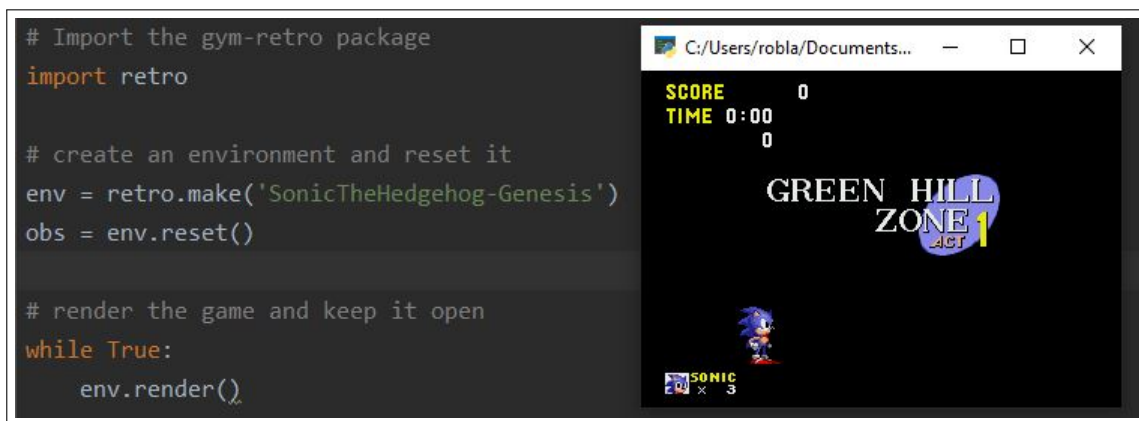 # Import the gym-retro package
import retro
# create an environment and reset it
env = retro.make('SonicTheHedgehog-Genesis')
obs = env.reset()
# render the game and keep it open
while True:
    env.render()
C:/Users/robla/Documents...
SCORE 0
TIME 0:00
0
GREEN HILL
ZONE
ACT 1
SONIC
× 3